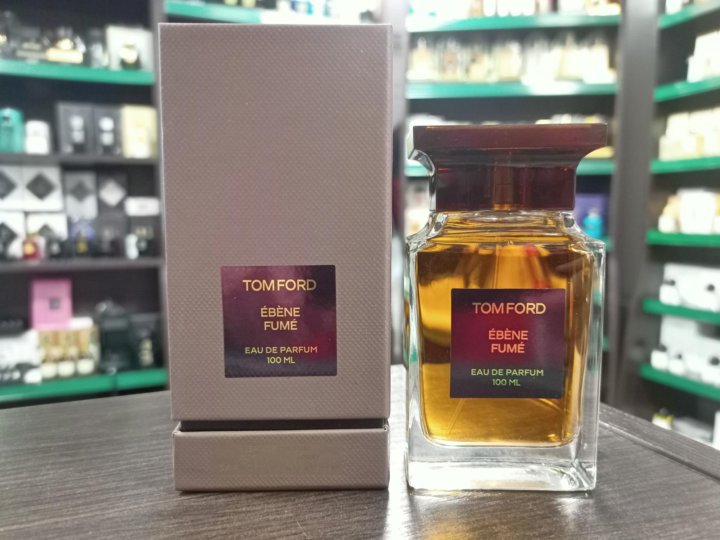 TOM FORD
ÉBÈNE
FUMÉ
EAU DE PARFUM
100 ML
TOM FORD
ÉBÈNE
FUMÉ
EAU DE PARFUM
100 ML